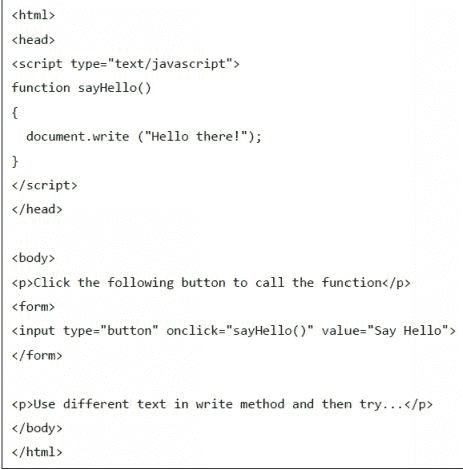 <html>
<head>
<script type="text/javascript">
function sayHello()
{
  document.write ("Hello there!");
}
</script>
</head>
<body>
<p>Click the following button to call the function</p>
<form>
<input type="button" onclick="sayHello()" value="Say Hello">
</form>
<p>Use different text in write method and then try...</p>
</body>
</html>